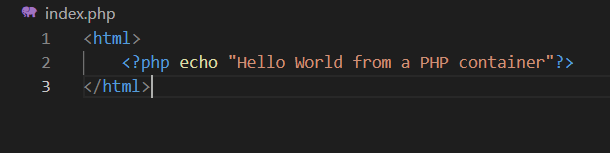 index.php
1 <html>
2 <?php echo "Hello World from a PHP container"?>
3 </html>